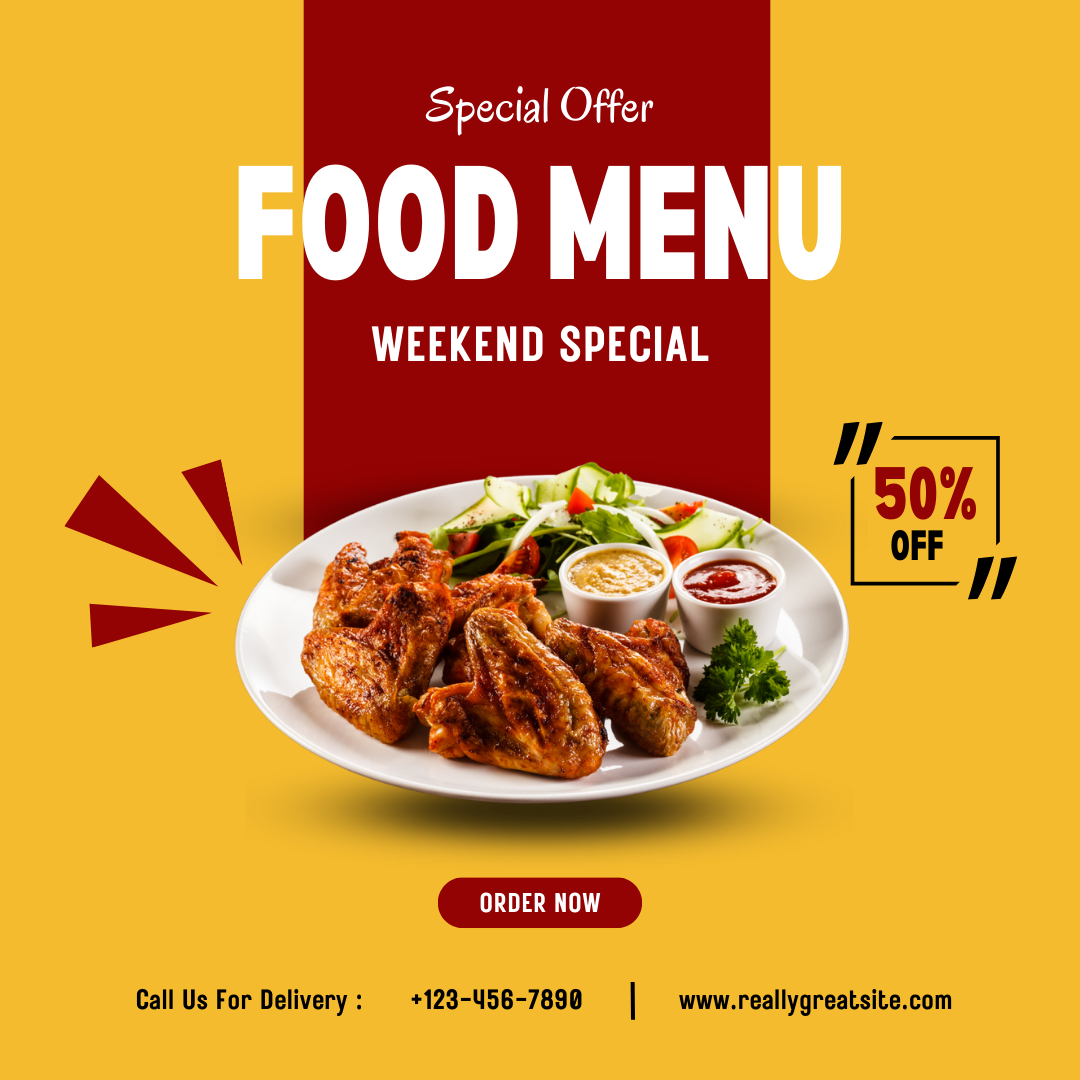 Special Offer
FOOD MENU
WEEKEND SPECIAL
50%
OFF
ORDER NOW
Call Us For Delivery : +123-456-7890 | www.reallygreatsite.com